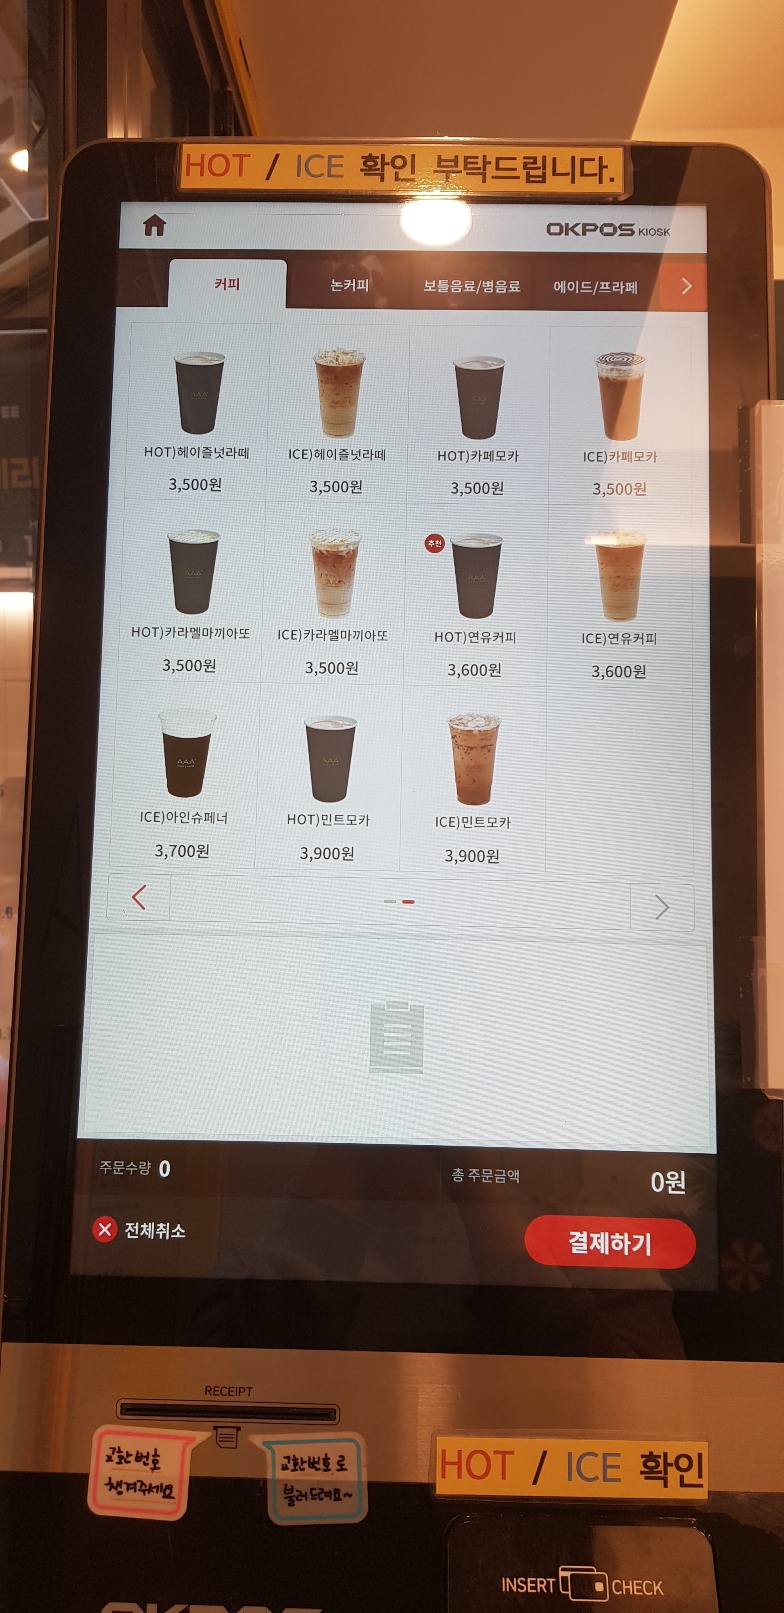 HOT / ICE 확인 부탁드립니다.
OKPOS KIOSK
커피 논커피 보틀음료/병음료 에이드/프라페
HOT)헤이즐넛라떼 ICE)헤이즐넛라떼 HOT)카페모카 ICE)카페모카
3,500원 3,500원 3,500원 3,500원
추천
HOT)카라멜마끼아또 ICE)카라멜마끼아또 HOT)연유커피 ICE)연유커피
3,500원 3,500원 3,600원 3,600원
ICE)아인슈페너 HOT)민트모카 ICE)민트모카
3,700원 3,900원 3,900원
주문수량 0 총 주문금액 0원
전체취소 결제하기
RECEIPT
교환번호
챙겨주세요
교환번호로
불러드려요~
HOT / ICE 확인
INSERT CHECK
OKPOS